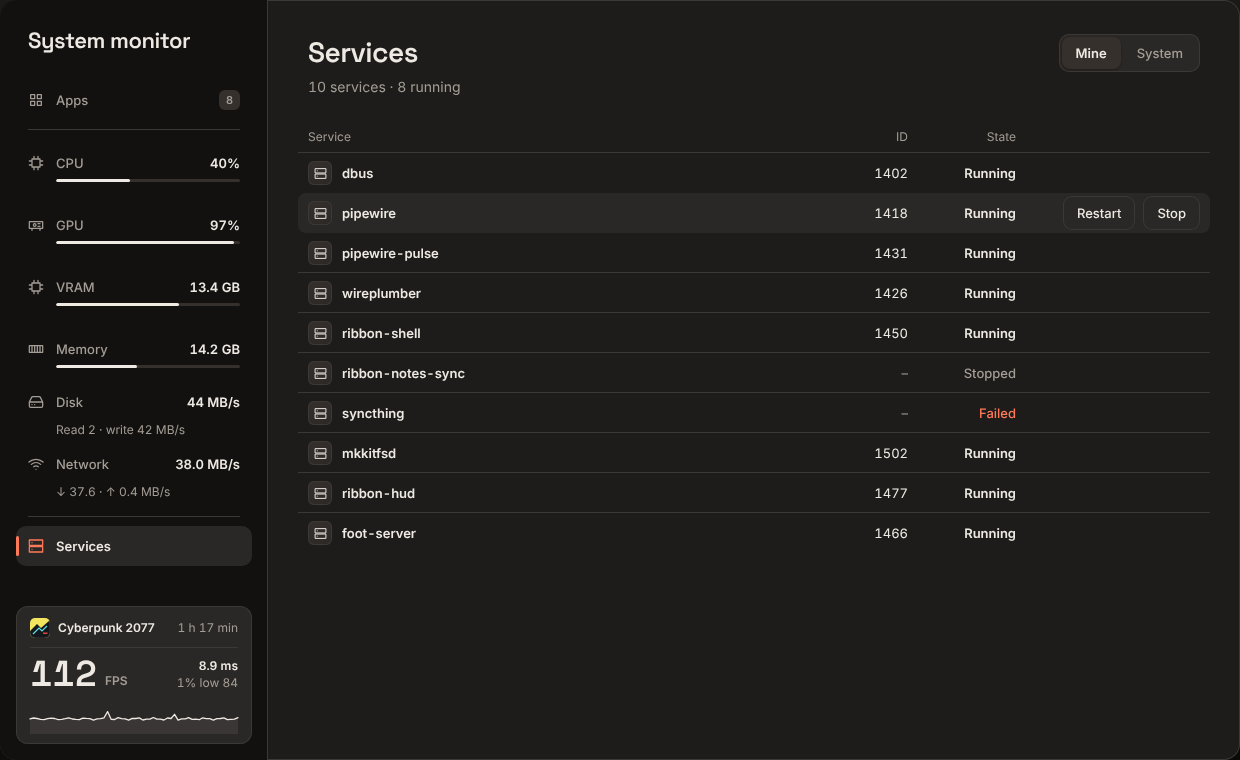 System monitor
Apps 8
CPU 40%
GPU 97%
VRAM 13.4 GB
Memory 14.2 GB
Disk 44 MB/s
Read 2 · write 42 MB/s
Network 38.0 MB/s
↓ 37.6 · ↑ 0.4 MB/s
Services
Cyberpunk 2077 1 h 17 min
112 FPS 8.9 ms
1% low 84
Services
Mine System
10 services · 8 running
Service ID State
dbus 1402 Running
pipewire 1418 Running Restart Stop
pipewire-pulse 1431 Running
wireplumber 1426 Running
ribbon-shell 1450 Running
ribbon-notes-sync – Stopped
syncthing – Failed
mkkitfsd 1502 Running
ribbon-hud 1477 Running
foot-server 1466 Running